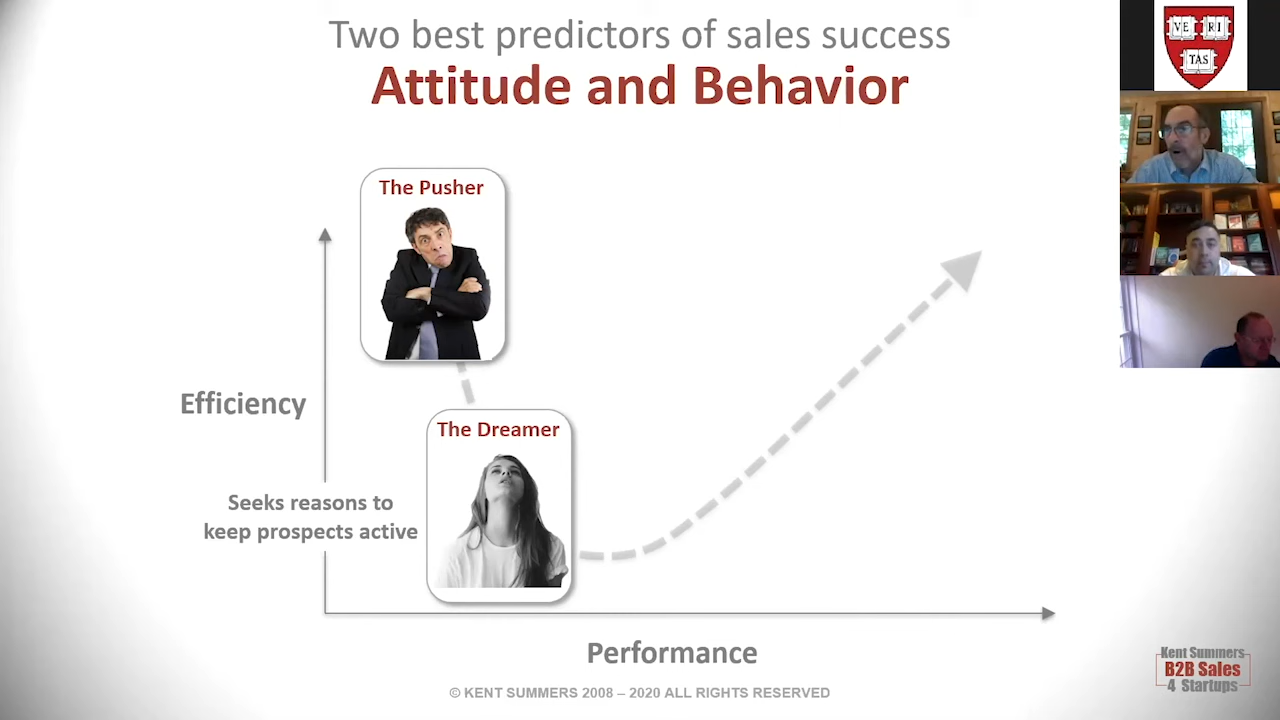 Two best predictors of sales success
Attitude and Behavior
VE RI
TAS
The Pusher
Efficiency
The Dreamer
Seeks reasons to
keep prospects active
Performance
© KENT SUMMERS 2008 – 2020 ALL RIGHTS RESERVED
Kent Summers
B2B Sales
4 Startups